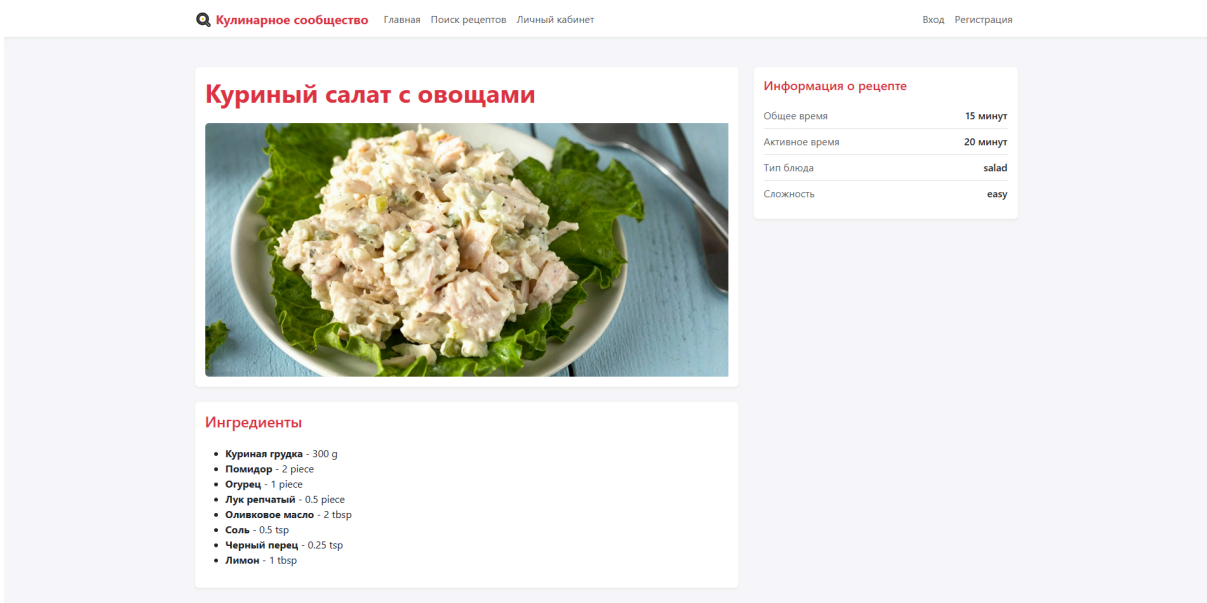 Кулинарное сообщество Главная Поиск рецептов Личный кабинет Вход Регистрация
Куриный салат с овощами
Ингредиенты
Куриная грудка - 300 g
Помидор - 2 piece
Огурец - 1 piece
Лук репчатый - 0.5 piece
Оливковое масло - 2 tbsp
Соль - 0.5 tsp
Черный перец - 0.25 tsp
Лимон - 1 tbsp
Информация о рецепте
Общее время 15 минут
Активное время 20 минут
Тип блюда salad
Сложность easy